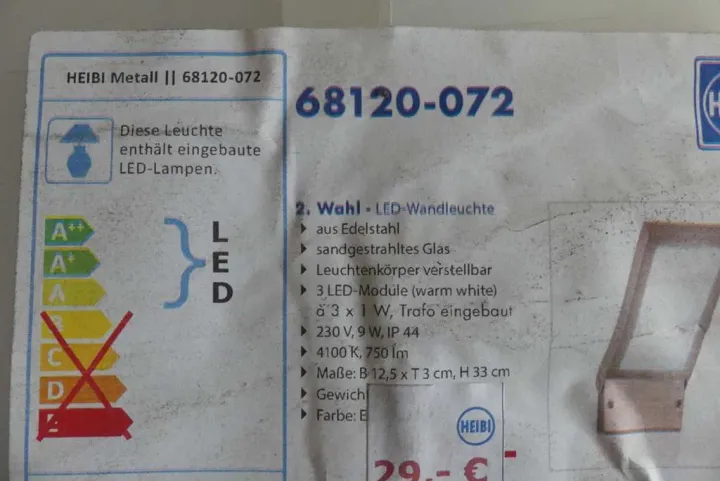 HEIBI Metall || 68120-072
Diese Leuchte
enthält eingebaute
LED-Lampen.
A++
A+
A
B
C
D
E
L
E
D
68120-072
2. Wahl - LED-Wandleuchte
aus Edelstahl
sandgestrahltes Glas
Leuchtenkörper verstellbar
3 LED-Module (warm white)
à 3 x 1 W, Trafo eingebaut
230 V, 9 W, IP 44
4100 K, 750 lm
Maße: B 12,5 x T 3 cm, H 33 cm
Gewich
Farbe: E
HEIBI
29,- €
H